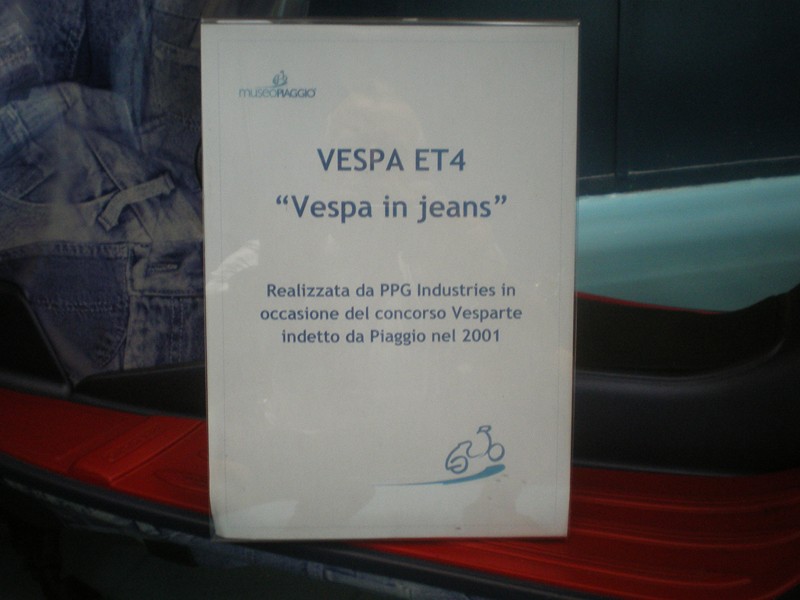 museoPIAGGIO
VESPA ET4
“Vespa in jeans”
Realizzata da PPG Industries in
occasione del concorso Vesparte
indetto da Piaggio nel 2001